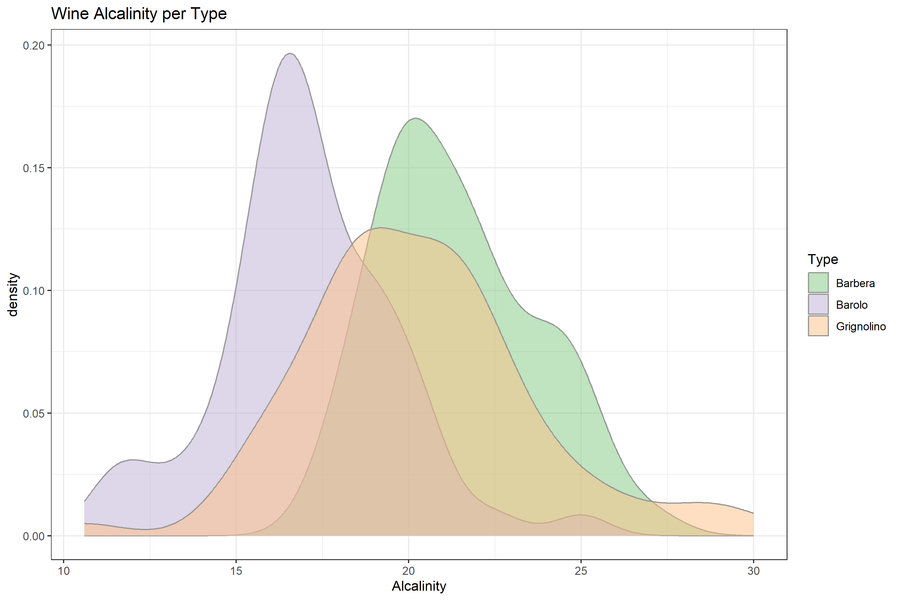 Wine Alcalinity per Type
0.20
0.15
0.10
0.05
0.00
density
10 15 20 25 30
Alcalinity
Type
Barbera
Barolo
Grignolino